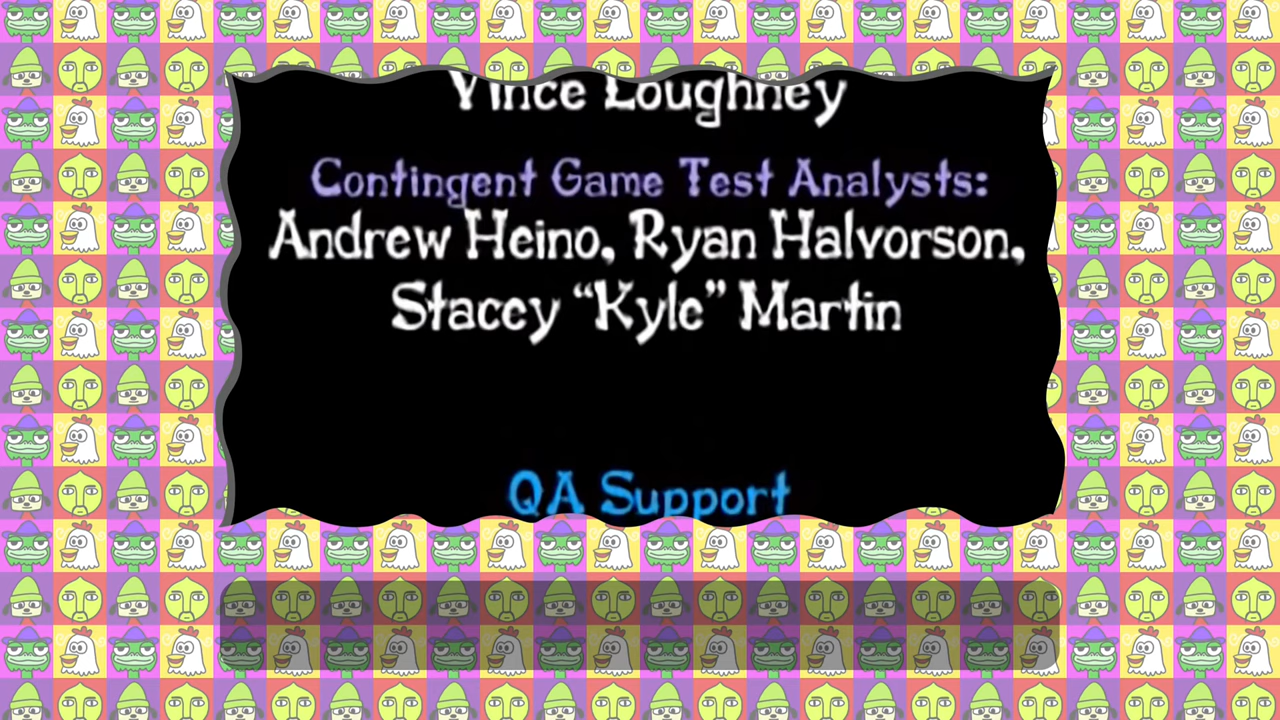 Vince Loughney
Contingent Game Test Analysts:
Andrew Heino, Ryan Halvorson,
Stacey “Kyle” Martin
QA Support